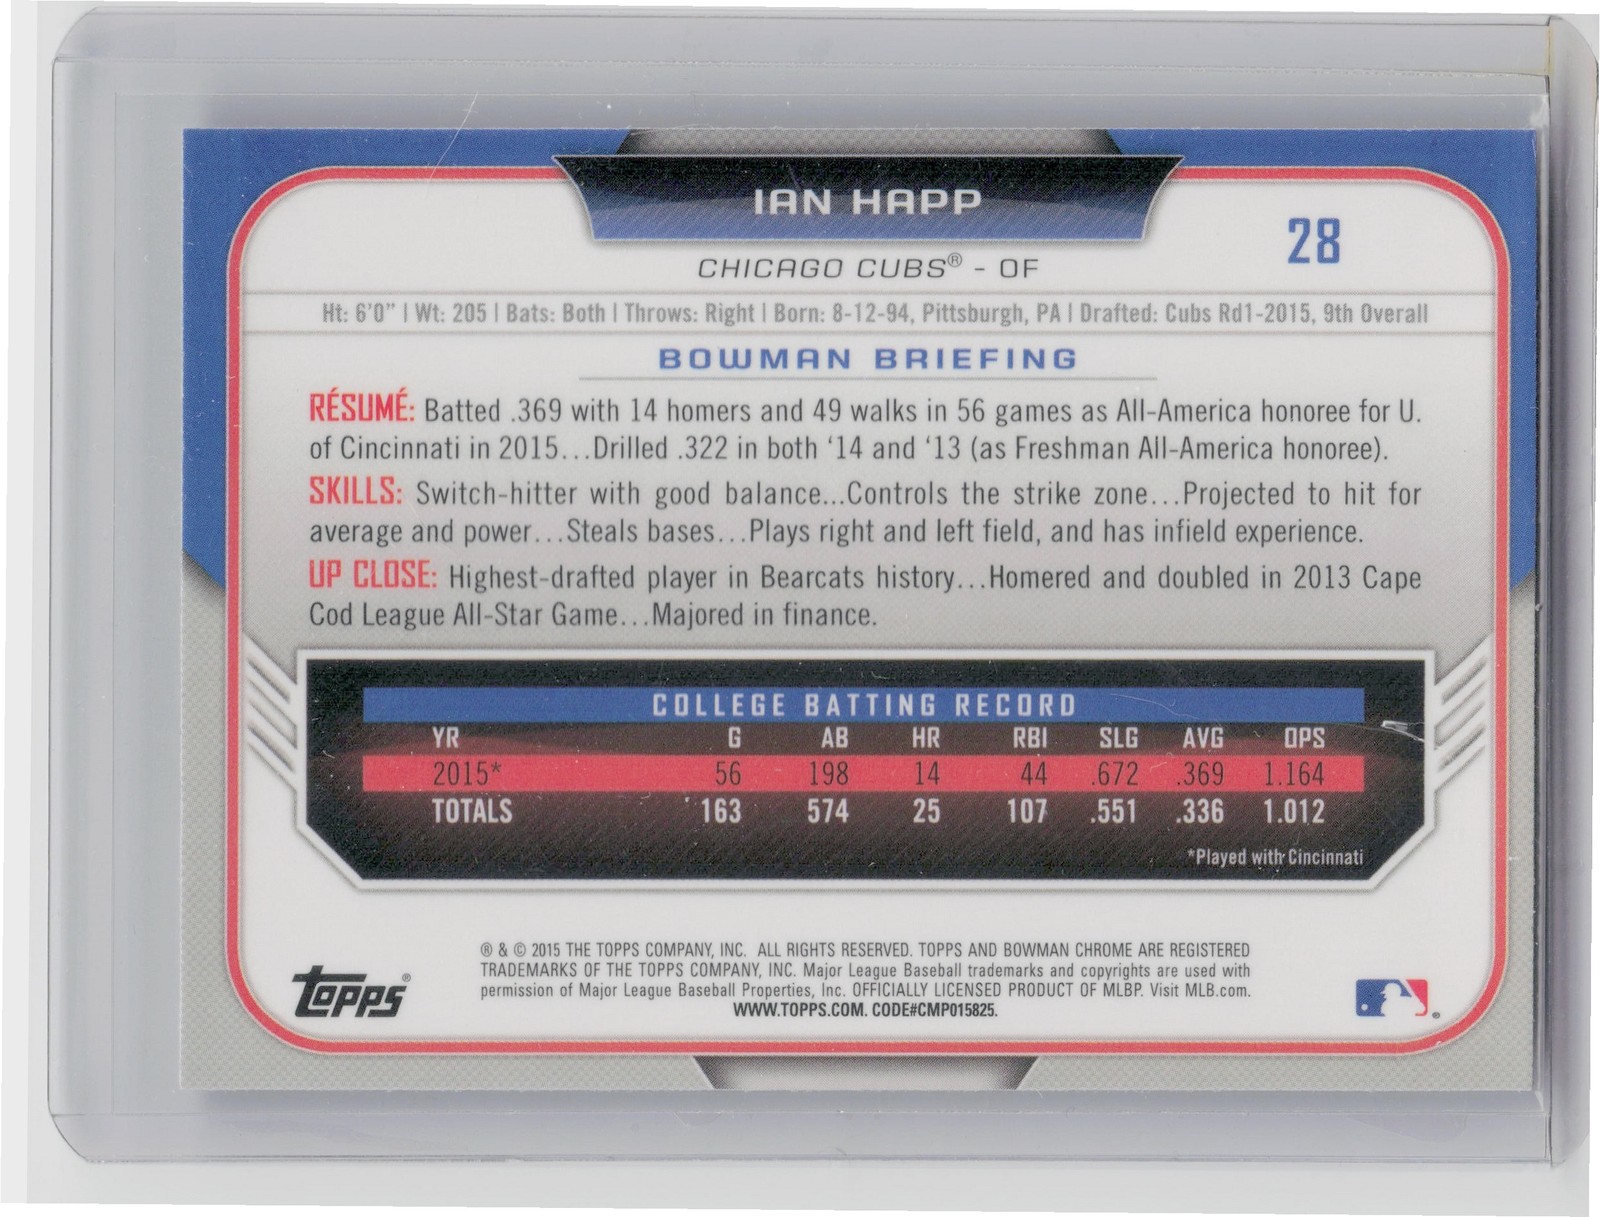 IAN HAPP
28
CHICAGO CUBS® - OF
Ht: 6'0" | Wt: 205 | Bats: Both | Throws: Right | Born: 8-12-94, Pittsburgh, PA | Drafted: Cubs Rd1-2015, 9th Overall
BOWMAN BRIEFING
RÉSUMÉ: Batted .369 with 14 homers and 49 walks in 56 games as All-America honoree for U.
of Cincinnati in 2015...Drilled .322 in both '14 and '13 (as Freshman All-America honoree).
SKILLS: Switch-hitter with good balance...Controls the strike zone...Projected to hit for
average and power...Steals bases...Plays right and left field, and has infield experience.
UP CLOSE: Highest-drafted player in Bearcats history...Homered and doubled in 2013 Cape
Cod League All-Star Game...Majored in finance.
COLLEGE BATTING RECORD
YR G AB HR RBI SLG AVG OPS
2015* 56 198 14 44 .672 .369 1.164
TOTALS 163 574 25 107 .551 .336 1.012
*Played with Cincinnati
® & © 2015 THE TOPPS COMPANY, INC. ALL RIGHTS RESERVED. TOPPS AND BOWMAN CHROME ARE REGISTERED
TRADEMARKS OF THE TOPPS COMPANY, INC. Major League Baseball trademarks and copyrights are used with
permission of Major League Baseball Properties, Inc. OFFICIALLY LICENSED PRODUCT OF MLBP. Visit MLB.com.
WWW.TOPPS.COM. CODE#CMP015825.
Topps®
®